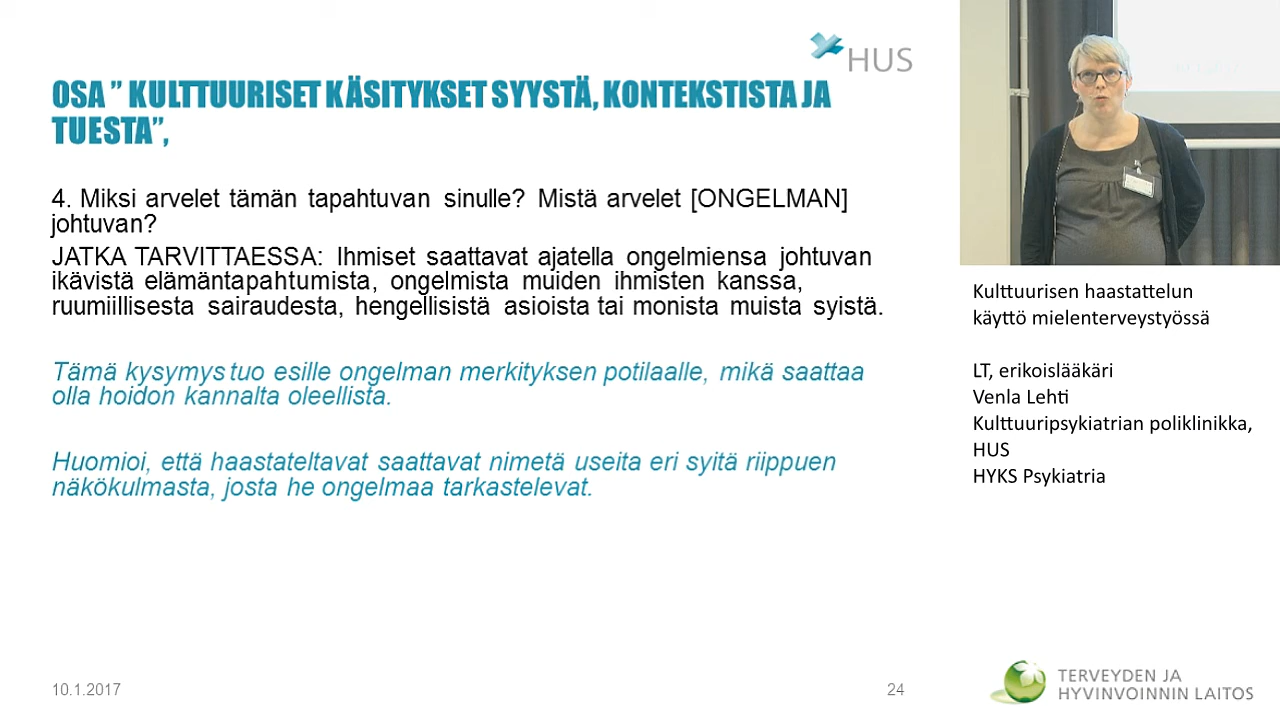 HUS
OSA ” KULTTUURISET KÄSITYKSET SYYSTÄ, KONTEKSTISTA JA
TUESTA”,
4. Miksi arvelet tämän tapahtuvan sinulle? Mistä arvelet [ONGELMAN]
johtuvan?
JATKA TARVITTAESSA: Ihmiset saattavat ajatella ongelmiensa johtuvan
ikävistä elämäntapahtumista, ongelmista muiden ihmisten kanssa,
ruumiillisesta sairaudesta, hengellisistä asioista tai monista muista syistä.
Tämä kysymys tuo esille ongelman merkityksen potilaalle, mikä saattaa
olla hoidon kannalta oleellista.
Huomioi, että haastateltavat saattavat nimetä useita eri syitä riippuen
näkökulmasta, josta he ongelmaa tarkastelevat.
10.1.2017
24
Kulttuurisen haastattelun
käyttö mielenterveystyössä
LT, erikoislääkäri
Venla Lehti
Kulttuuripsykiatrian poliklinikka,
HUS
HYKS Psykiatria
TERVEYDEN JA
HYVINVOINNIN LAITOS